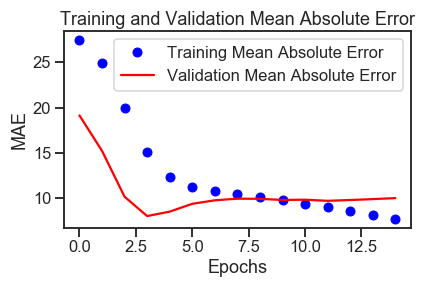 Training and Validation Mean Absolute Error
Training Mean Absolute Error
Validation Mean Absolute Error
MAE
25
20
15
10
0.0 2.5 5.0 7.5 10.0 12.5
Epochs